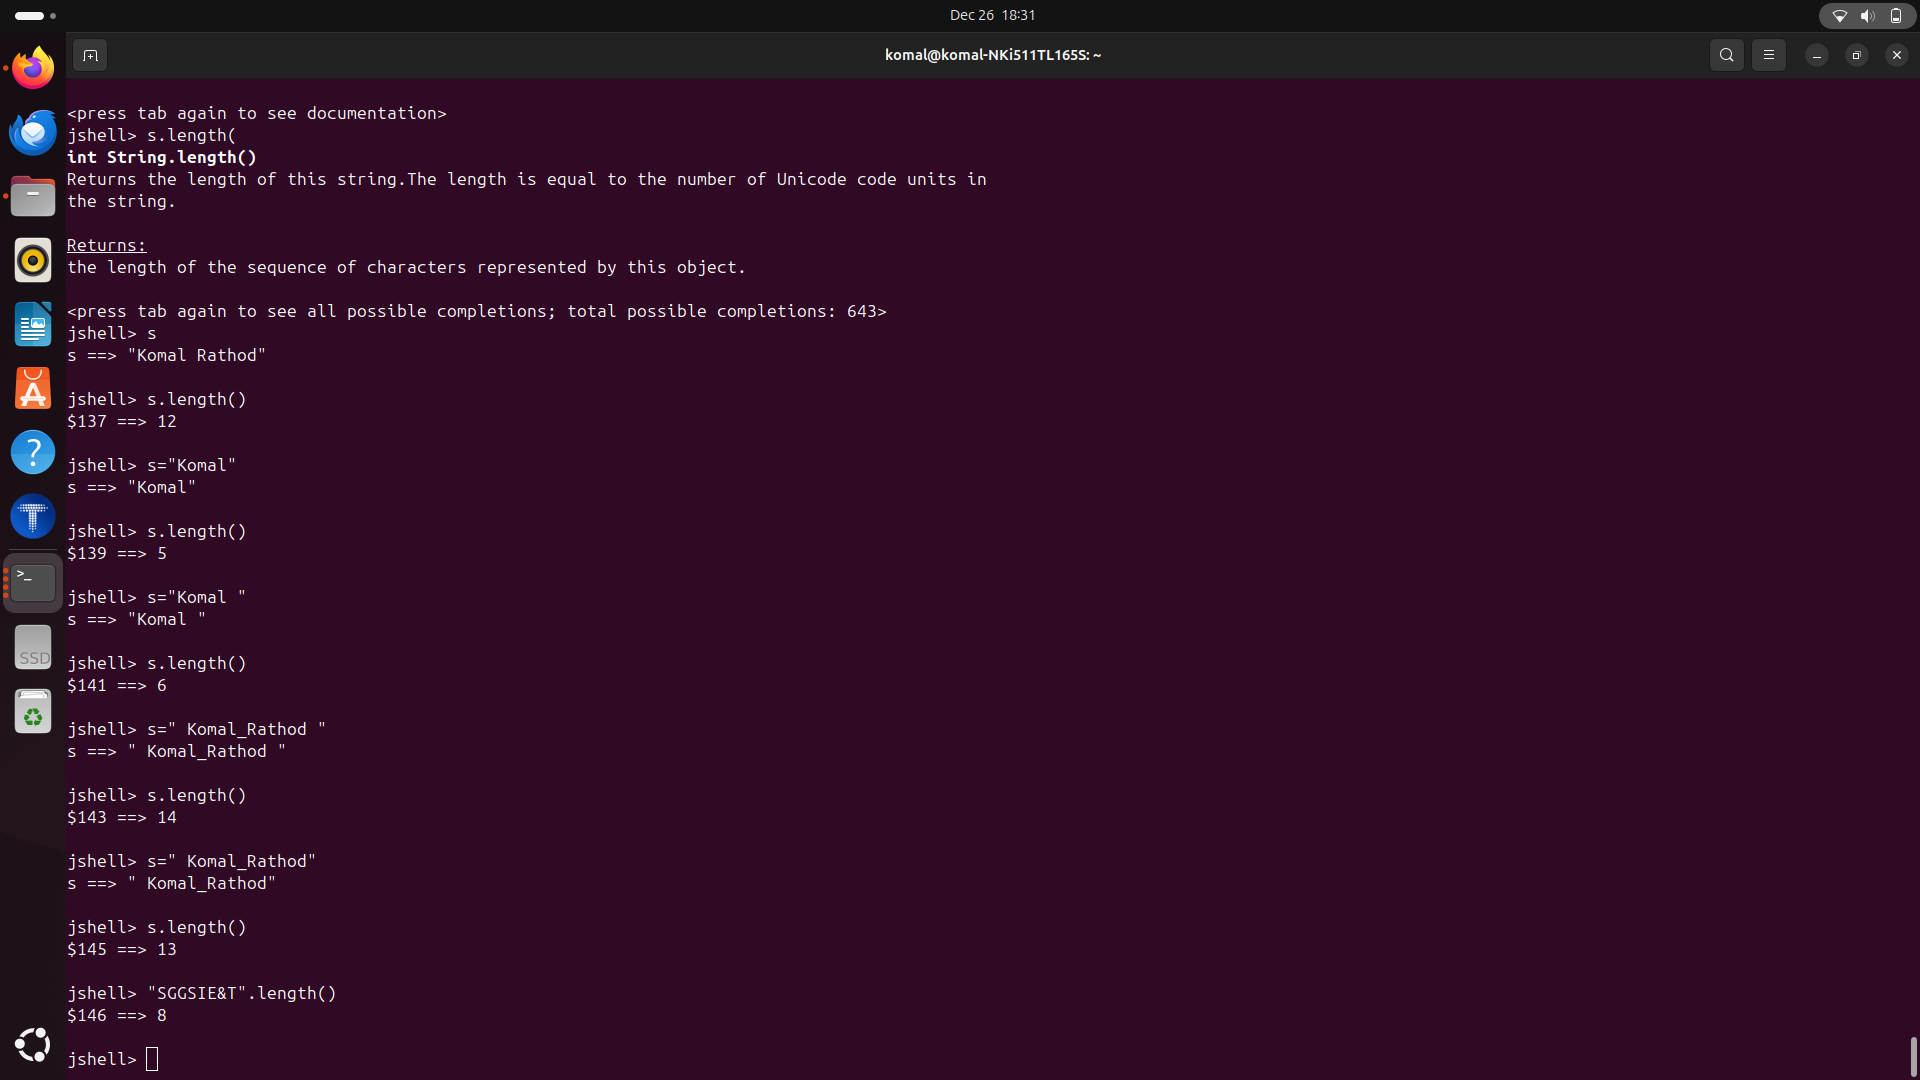 Dec 26 18:31
komal@komal-NKi511TL165S: ~
<press tab again to see documentation>
jshell> s.length(
int String.length()
Returns the length of this string.The length is equal to the number of Unicode code units in
the string.
Returns:
the length of the sequence of characters represented by this object.
<press tab again to see all possible completions; total possible completions: 643>
jshell> s
s ==> "Komal Rathod"
jshell> s.length()
$137 ==> 12
jshell> s="Komal"
s ==> "Komal"
jshell> s.length()
$139 ==> 5
jshell> s="Komal "
s ==> "Komal "
jshell> s.length()
$141 ==> 6
jshell> s=" Komal_Rathod "
s ==> " Komal_Rathod "
jshell> s.length()
$143 ==> 14
jshell> s=" Komal_Rathod"
s ==> " Komal_Rathod"
jshell> s.length()
$145 ==> 13
jshell> "SGGSIE&T".length()
$146 ==> 8
jshell>
SSD